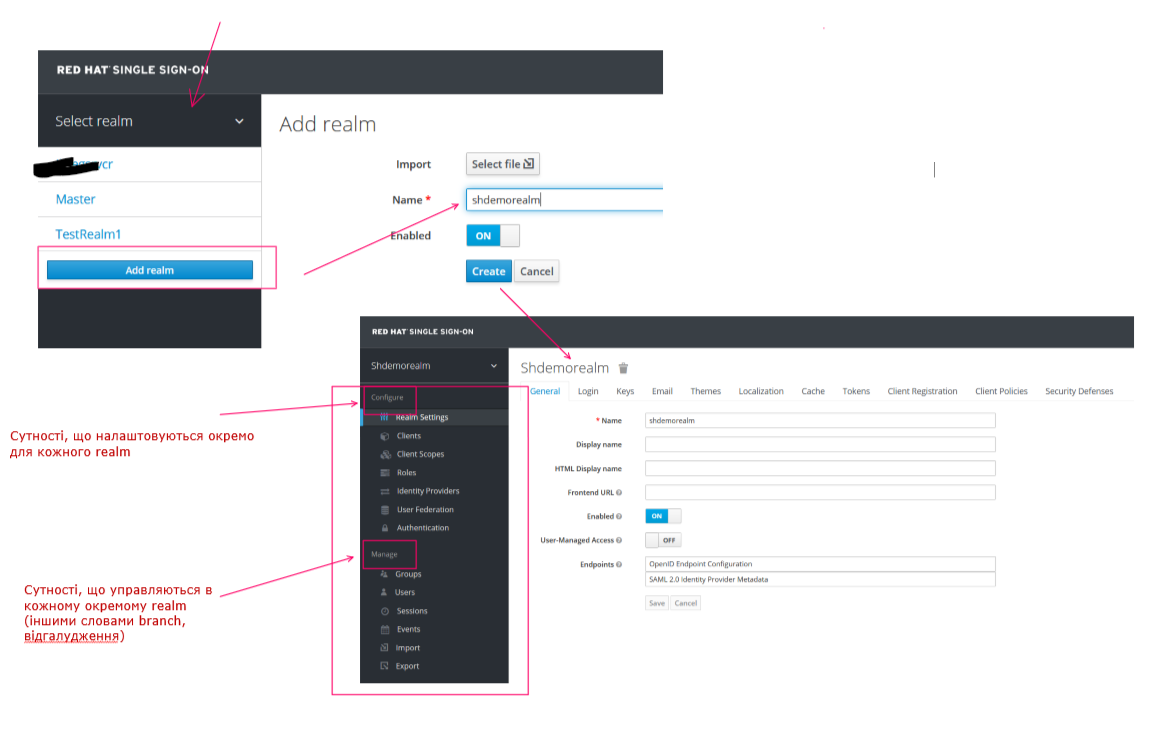 RED HAT SINGLE SIGN-ON
Select realm
Add realm
Import
Select file
Master
Name *
shdemorealm
TestRealm1
Enabled
ON
Add realm
Create
Cancel
RED HAT SINGLE SIGN-ON
Shdemorealm
Shdemorealm
General
Login
Keys
Email
Themes
Localization
Cache
Tokens
Client Registration
Client Policies
Security Defenses
Configure
Realm Settings
Clients
Client Scopes
Roles
Identity Providers
User Federation
Authentication
Manage
Groups
Users
Sessions
Events
Import
Export
* Name
shdemorealm
Display name
HTML Display name
Frontend URL
Enabled
ON
User-Managed Access
OFF
Endpoints
OpenID Endpoint Configuration
SAML 2.0 Identity Provider Metadata
Save
Cancel
Сутності, що налаштовуються окремо
для кожного realm
Сутності, що управляються в
кожному окремому realm
(іншими словами branch,
відгалудження)